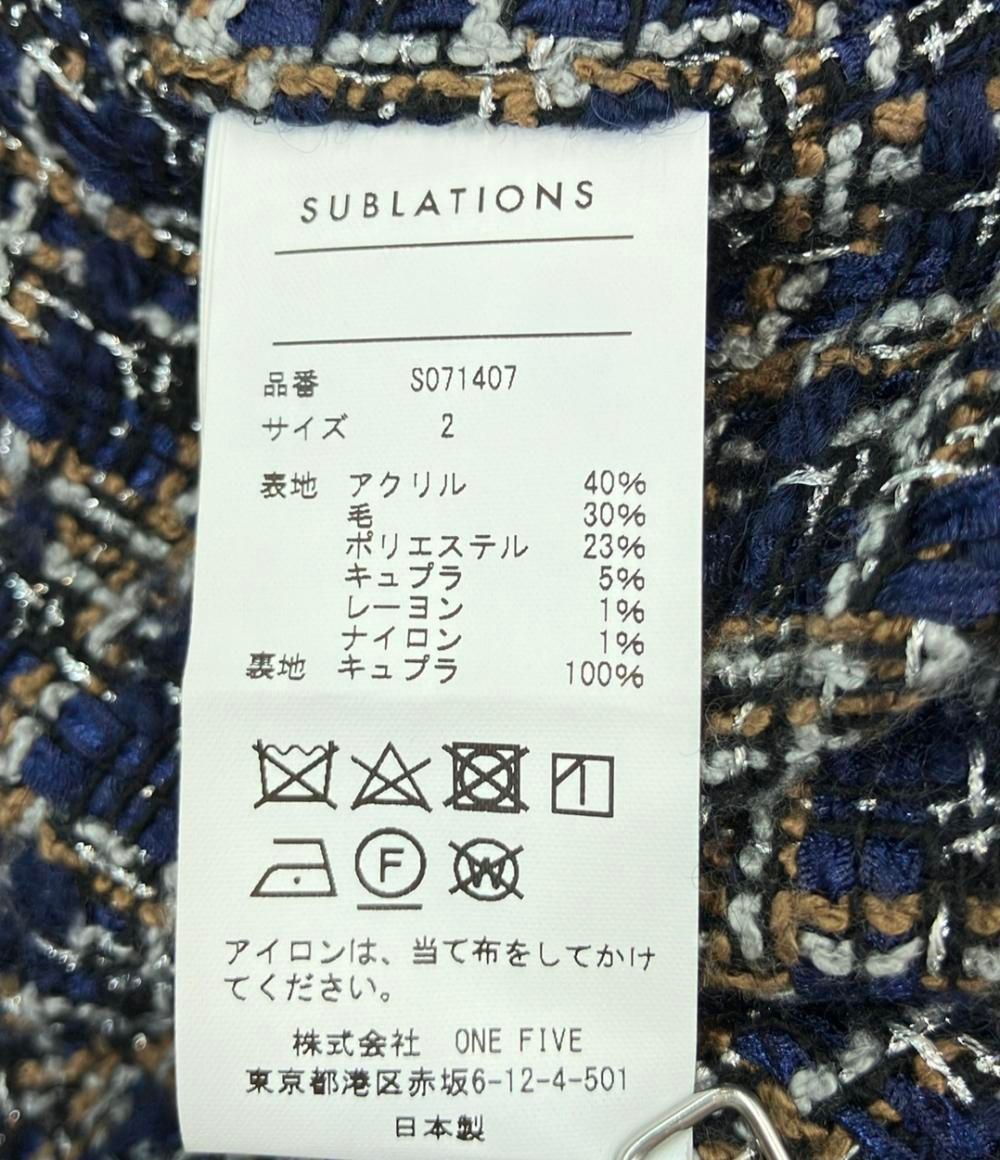 SUBLATIONS
品番 S071407
サイズ 2
表地 アクリル 40%
毛 30%
ポリエステル 23%
キュプラ 5%
レーヨン 1%
ナイロン 1%
裏地 キュプラ 100%
F W
アイロンは、当て布をしてかけ
てください。
株式会社 ONE FIVE
東京都港区赤坂6-12-4-501
日本製